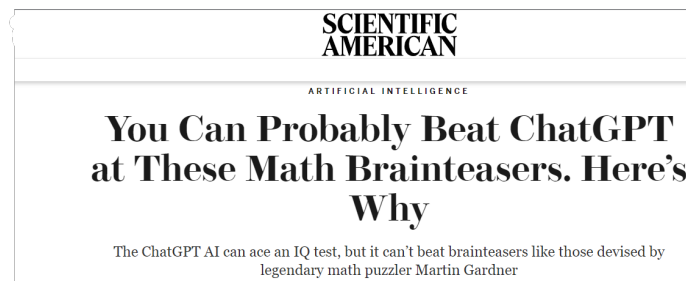 SCIENTIFIC
AMERICAN
ARTIFICIAL INTELLIGENCE
You Can Probably Beat ChatGPT
at These Math Brainteasers. Here’s
Why
The ChatGPT AI can ace an IQ test, but it can’t beat brainteasers like those devised by
legendary math puzzler Martin Gardner